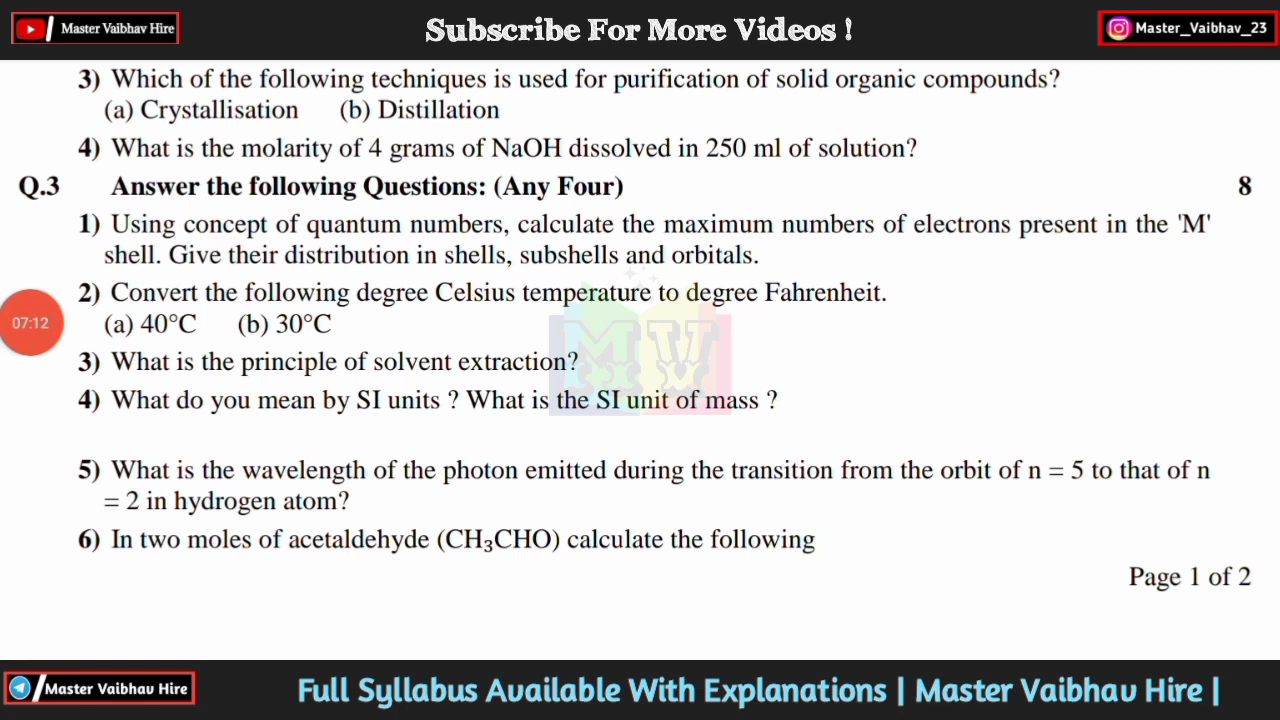 Master Vaibhav Hire
Subscribe For More Videos !
Master_Vaibhav_23
3) Which of the following techniques is used for purification of solid organic compounds?
(a) Crystallisation (b) Distillation
4) What is the molarity of 4 grams of NaOH dissolved in 250 ml of solution?
Q.3 Answer the following Questions: (Any Four) 8
1) Using concept of quantum numbers, calculate the maximum numbers of electrons present in the 'M'
shell. Give their distribution in shells, subshells and orbitals.
2) Convert the following degree Celsius temperature to degree Fahrenheit.
07:12
(a) 40°C (b) 30°C
3) What is the principle of solvent extraction?
MV
4) What do you mean by SI units ? What is the SI unit of mass ?
5) What is the wavelength of the photon emitted during the transition from the orbit of n = 5 to that of n
= 2 in hydrogen atom?
6) In two moles of acetaldehyde (CH₃CHO) calculate the following
Page 1 of 2
Master Vaibhav Hire
Full Syllabus Available With Explanations | Master Vaibhav Hire |